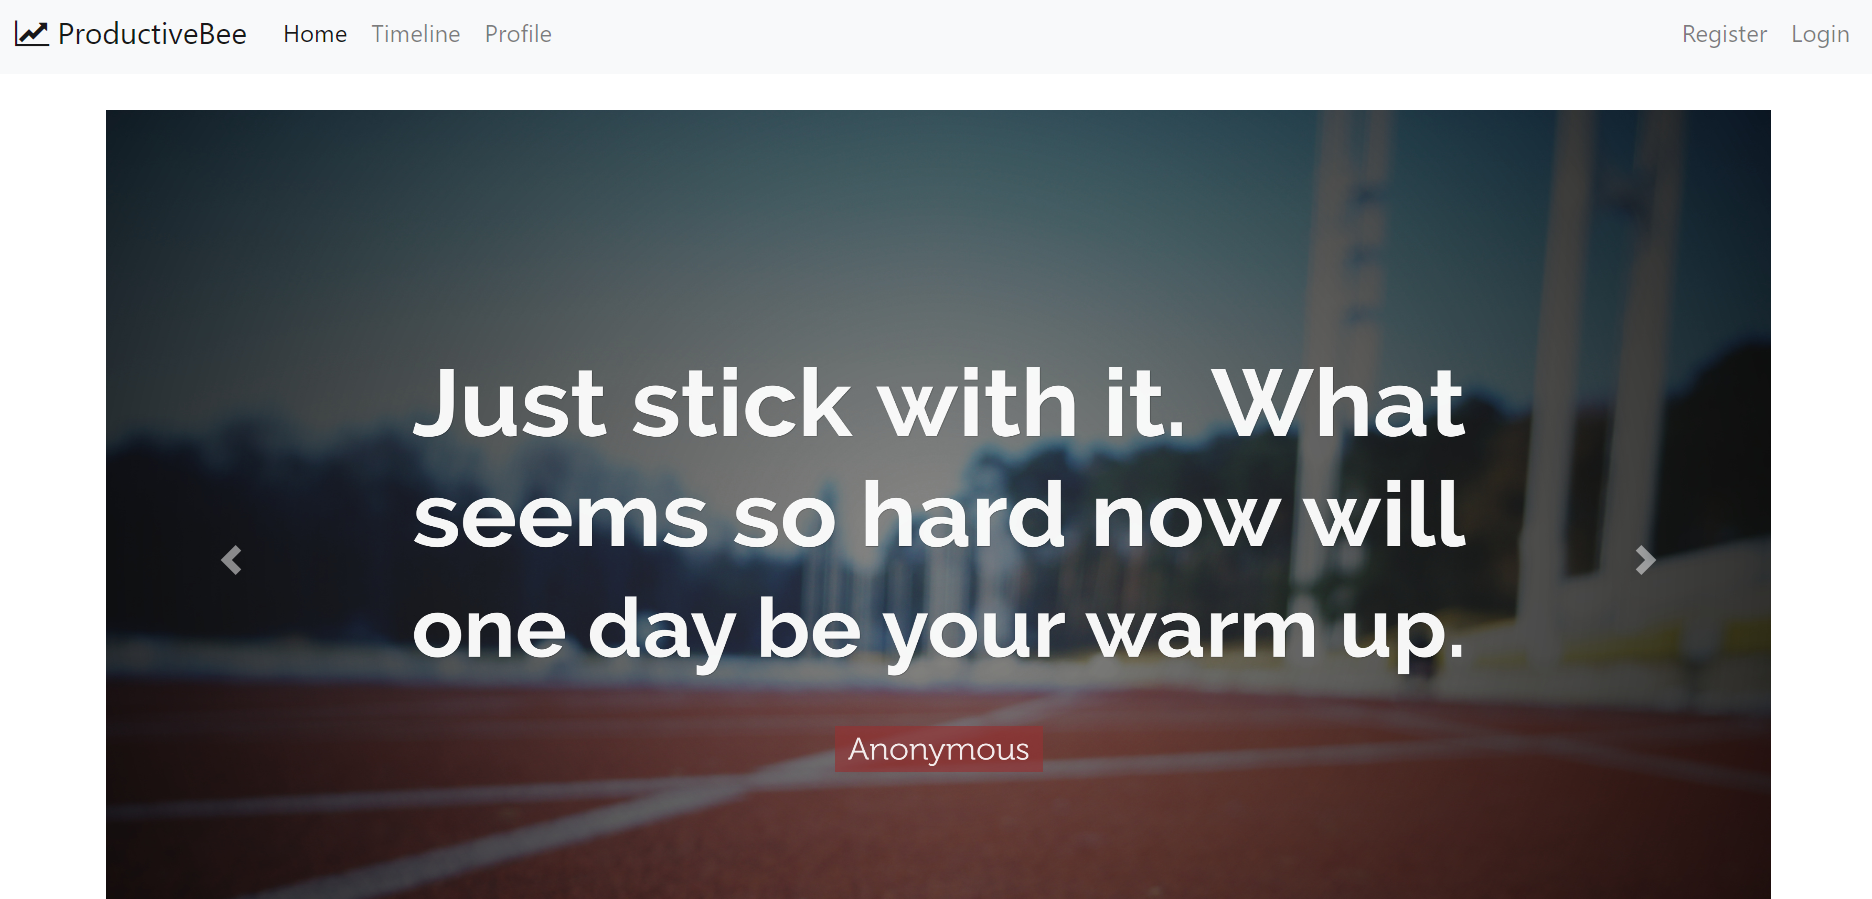 ProductiveBee Home Timeline Profile Register Login
Just stick with it. What
seems so hard now will
one day be your warm up.
Anonymous